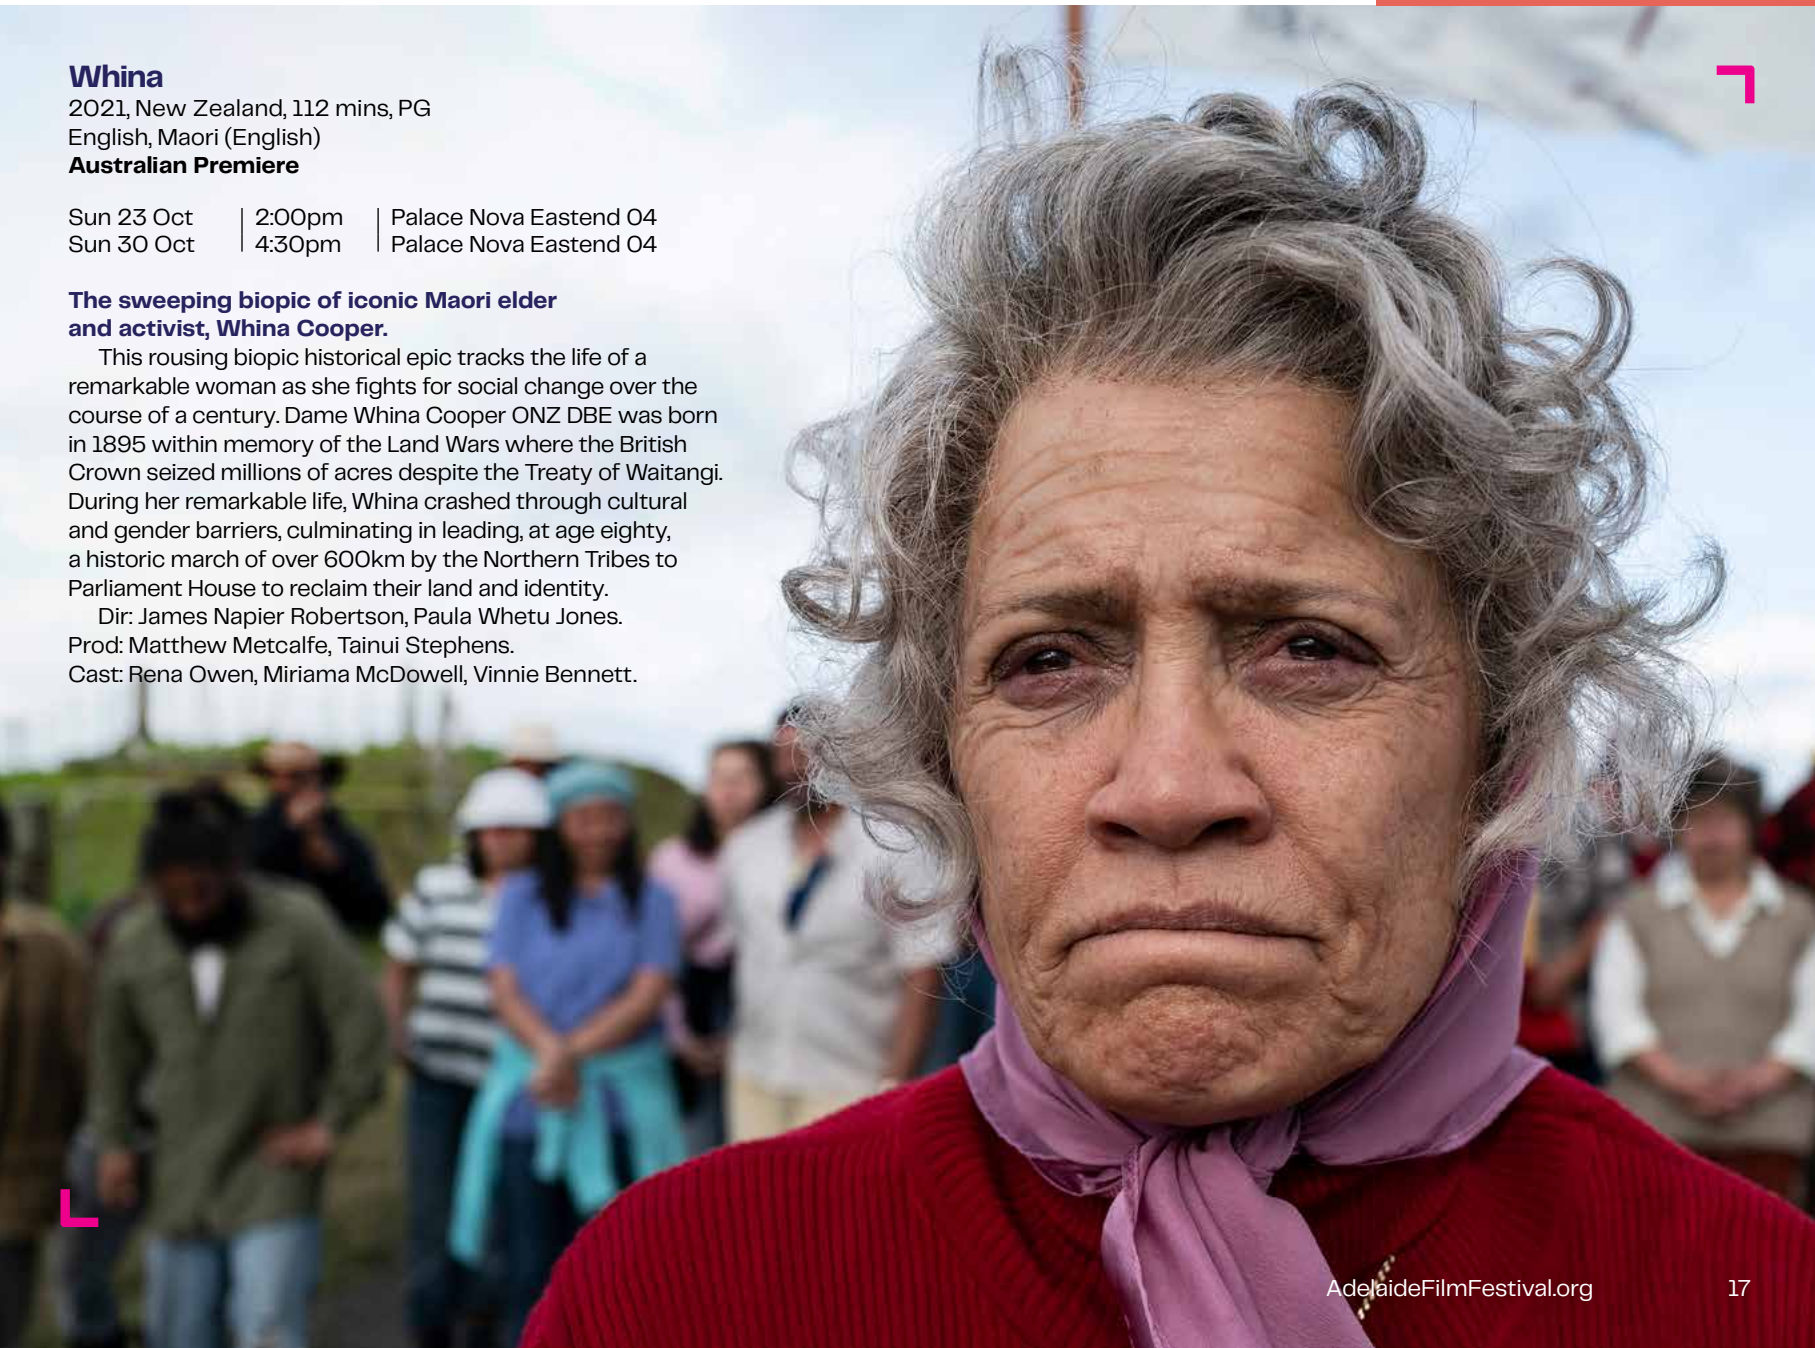 Whina
2021, New Zealand, 112 mins, PG
English, Maori (English)
Australian Premiere
Sun 23 Oct | 2:00pm | Palace Nova Eastend 04
Sun 30 Oct | 4:30pm | Palace Nova Eastend 04
The sweeping biopic of iconic Maori elder
and activist, Whina Cooper.
This rousing biopic historical epic tracks the life of a
remarkable woman as she fights for social change over the
course of a century. Dame Whina Cooper ONZ DBE was born
in 1895 within memory of the Land Wars where the British
Crown seized millions of acres despite the Treaty of Waitangi.
During her remarkable life, Whina crashed through cultural
and gender barriers, culminating in leading, at age eighty,
a historic march of over 600km by the Northern Tribes to
Parliament House to reclaim their land and identity.
Dir: James Napier Robertson, Paula Whetu Jones.
Prod: Matthew Metcalfe, Tainui Stephens.
Cast: Rena Owen, Miriama McDowell, Vinnie Bennett.
AdelaideFilmFestival.org 17